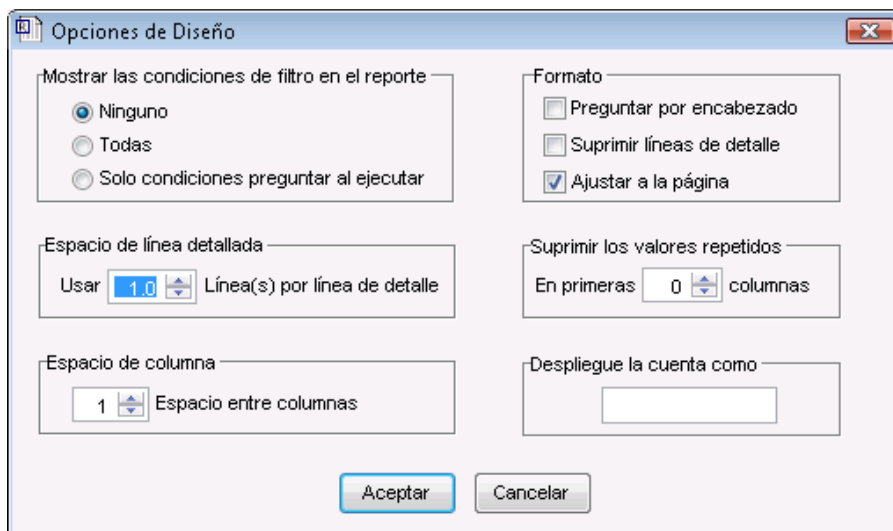 Opciones de Diseño
Mostrar las condiciones de filtro en el reporte
Ninguno
Todas
Solo condiciones preguntar al ejecutar
Formato
Preguntar por encabezado
Suprimir líneas de detalle
Ajustar a la página
Espacio de línea detallada
Usar 1.0 Línea(s) por línea de detalle
Suprimir los valores repetidos
En primeras 0 columnas
Espacio de columna
1 Espacio entre columnas
Despliegue la cuenta como
Aceptar
Cancelar